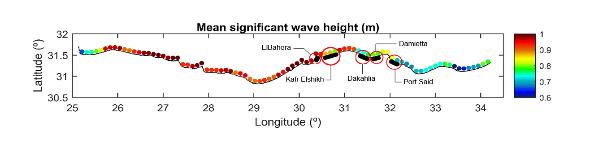 Mean significant wave height (m)
32
31.5
31
30.5
Latitude (º)
LilBahora
Kafr Elshikh
Dakahlia
Damietta
Port Said
25
26
27
28
29
30
31
32
33
34
Longitude (º)
1
0.9
0.8
0.7
0.6